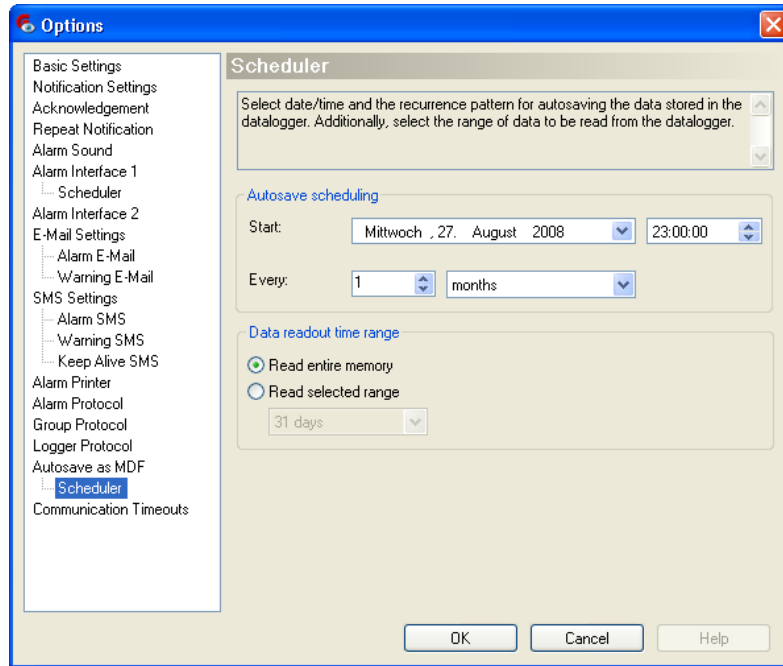 Options
Basic Settings
Notification Settings
Acknowledgement
Repeat Notification
Alarm Sound
Alarm Interface 1
Scheduler
Alarm Interface 2
E-Mail Settings
Alarm E-Mail
Warning E-Mail
SMS Settings
Alarm SMS
Warning SMS
Keep Alive SMS
Alarm Printer
Alarm Protocol
Group Protocol
Logger Protocol
Autosave as MDF
Scheduler
Communication Timeouts
Scheduler
Select date/time and the recurrence pattern for autosaving the data stored in the
datalogger. Additionally, select the range of data to be read from the datalogger.
Autosave scheduling
Start: Mittwoch , 27. August 2008 23:00:00
Every: 1 months
Data readout time range
Read entire memory
Read selected range
31 days
OK Cancel Help